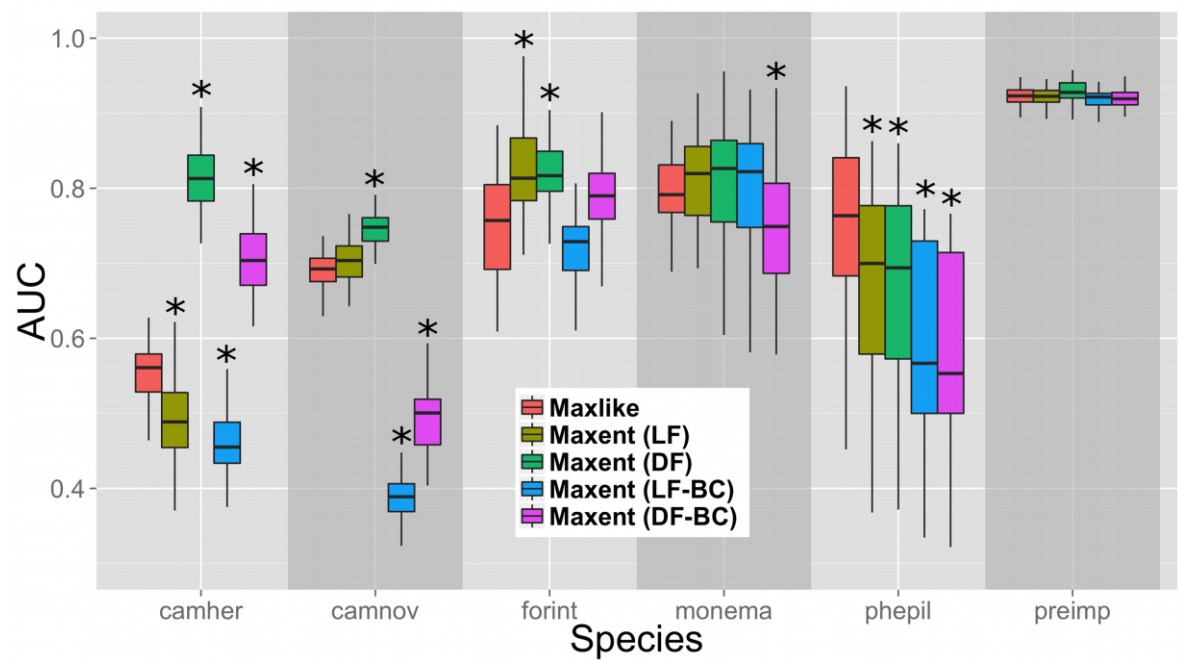 AUC
1.0
0.8
0.6
0.4
*
*
*
*
*
*
*
*
*
*
*
*
*
*
Maxlike
Maxent (LF)
Maxent (DF)
Maxent (LF-BC)
Maxent (DF-BC)
camher
camnov
forint
monema
phepil
preimp
Species